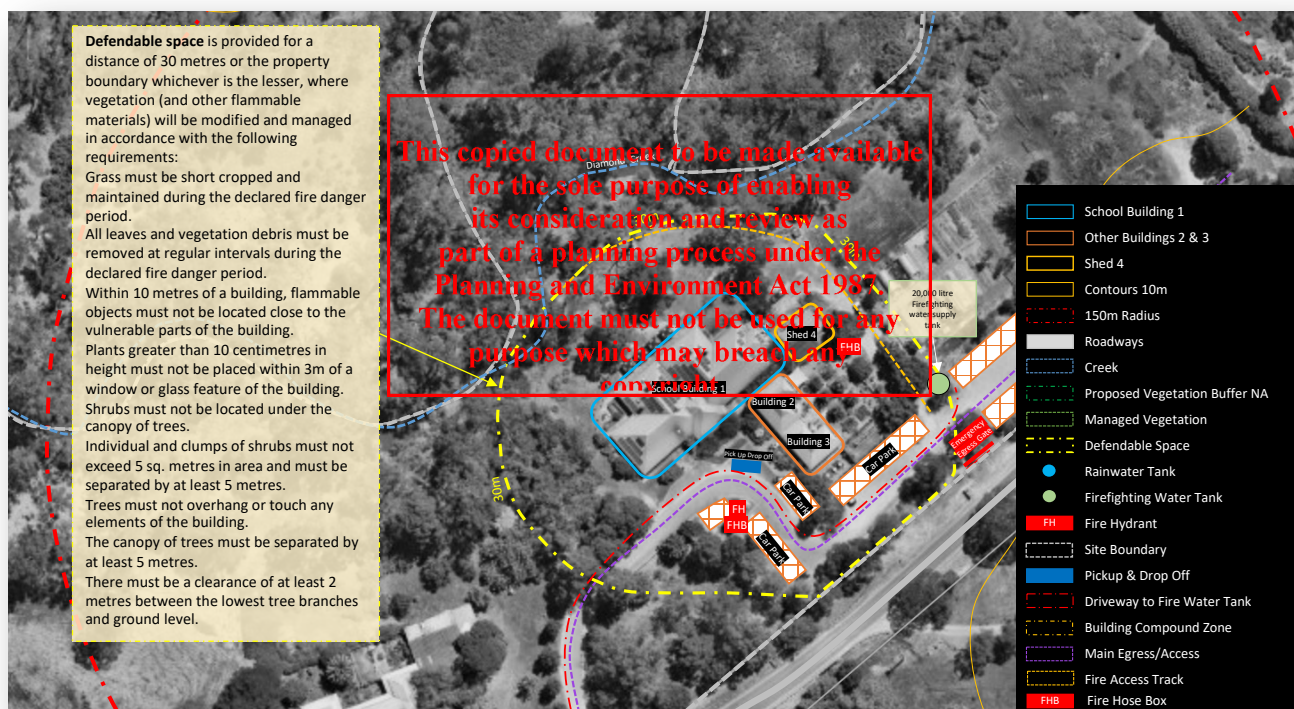 Defendable space is provided for a
distance of 30 metres or the property
boundary whichever is the lesser, where
vegetation (and other flammable
materials) will be modified and managed
in accordance with the following
requirements:
Grass must be short cropped and
maintained during the declared fire danger
period.
All leaves and vegetation debris must be
removed at regular intervals during the
declared fire danger period.
Within 10 metres of a building, flammable
objects must not be located close to the
vulnerable parts of the building.
Plants greater than 10 centimetres in
height must not be placed within 3m of a
window or glass feature of the building.
Shrubs must not be located under the
canopy of trees.
Individual and clumps of shrubs must not
exceed 5 sq. metres in area and must be
separated by at least 5 metres.
Trees must not overhang or touch any
elements of the building.
The canopy of trees must be separated by
at least 5 metres.
There must be a clearance of at least 2
metres between the lowest tree branches
and ground level.
This copied document to be made available
for the sole purpose of enabling
its consideration and review as
part of a planning process under the
Planning and Environment Act 1987.
The document must not be used for any
purpose which may breach any
copyright
Diamond
30m
30m
30m
20,000 litre
Firefighting
water supply
tank
Shed 4
FHB
School Building 1
Building 2
Building 3
Pick Up Drop Off
Car Park
Car Park
Car Park
FH
FHB
Emergency
Egress Gate
School Building 1
Other Buildings 2 & 3
Shed 4
Contours 10m
150m Radius
Roadways
Creek
Proposed Vegetation Buffer NA
Managed Vegetation
Defendable Space
Rainwater Tank
Firefighting Water Tank
FH Fire Hydrant
Site Boundary
Pickup & Drop Off
Driveway to Fire Water Tank
Building Compound Zone
Main Egress/Access
Fire Access Track
FHB Fire Hose Box